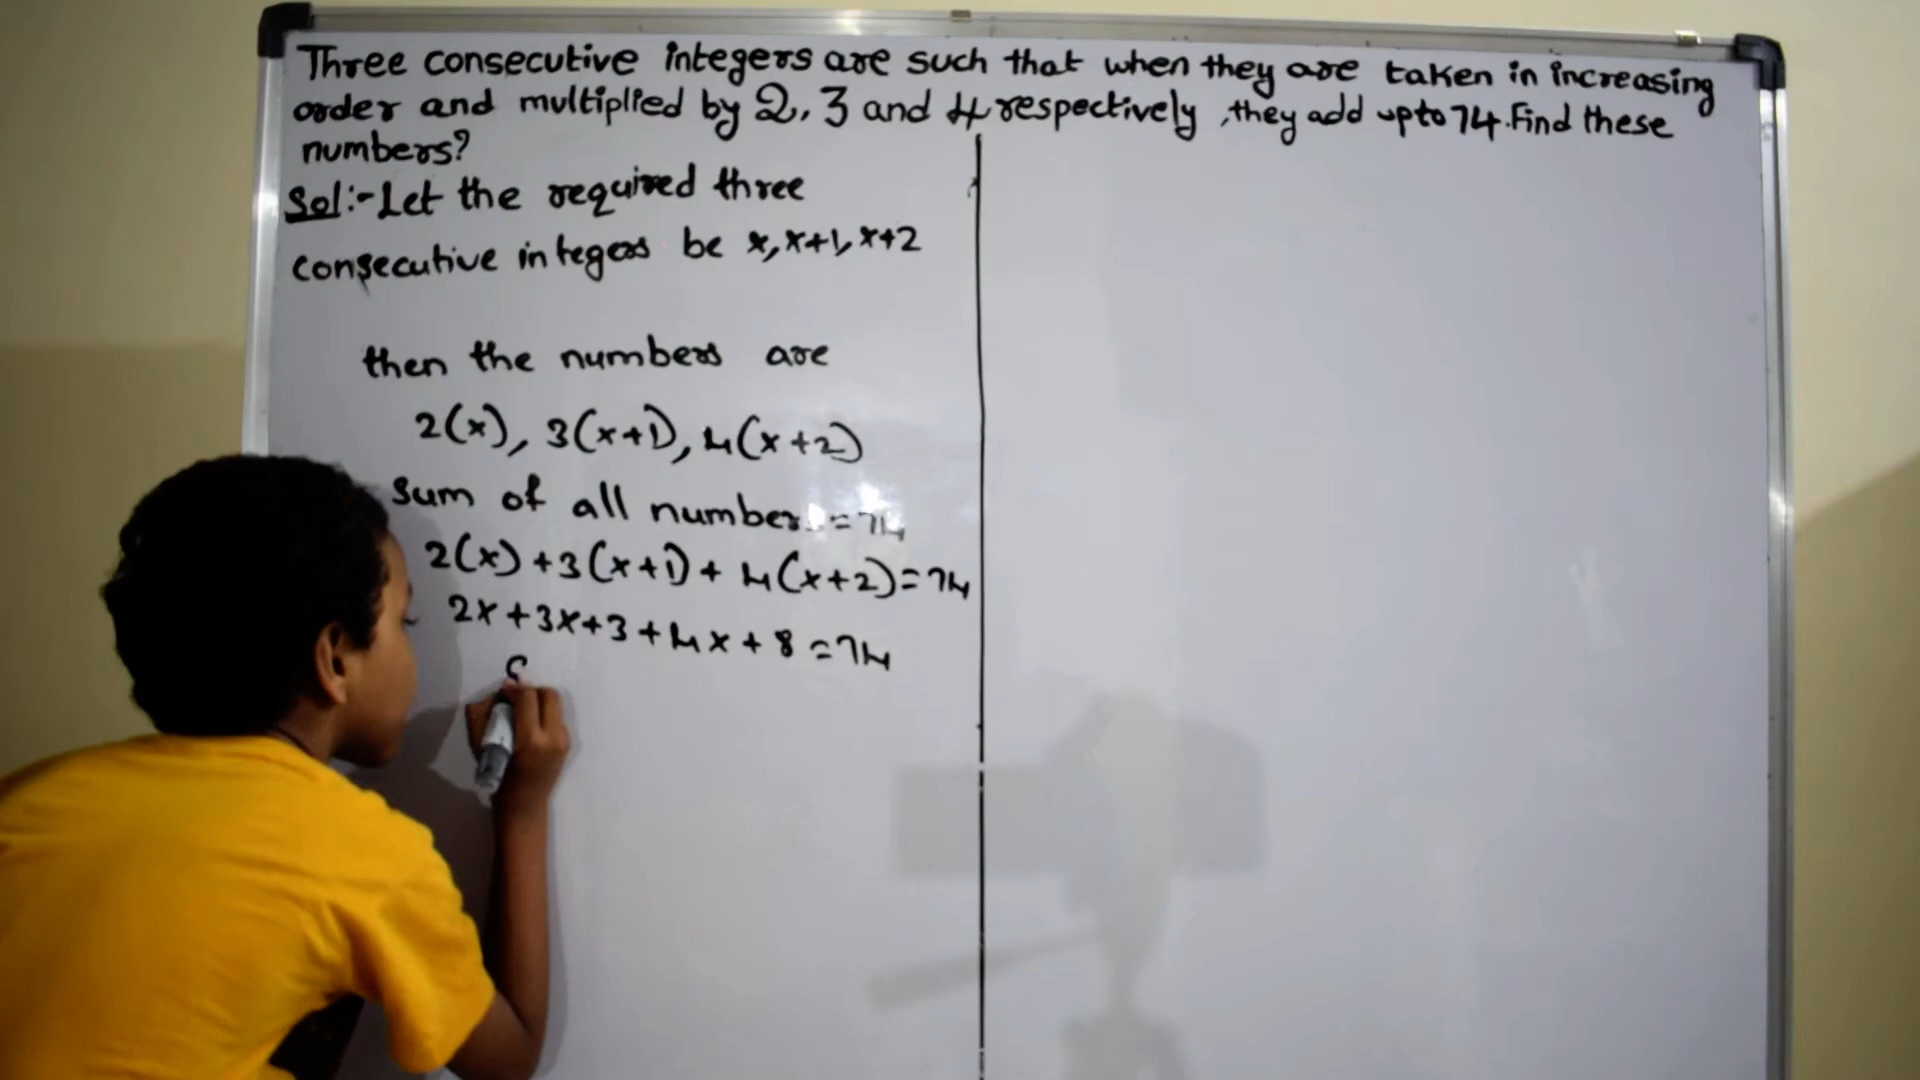 Three consecutive integers are such that when they are taken in increasing
order and multiplied by 2, 3 and 4 respectively, they add upto 74. Find these
numbers?
Sol:- Let the required three
consecutive integers be x, x+1, x+2
then the numbers are
2(x), 3(x+1), 4(x+2)
Sum of all numbers = 74
2(x) + 3(x+1) + 4(x+2) = 74
2x + 3x + 3 + 4x + 8 = 74